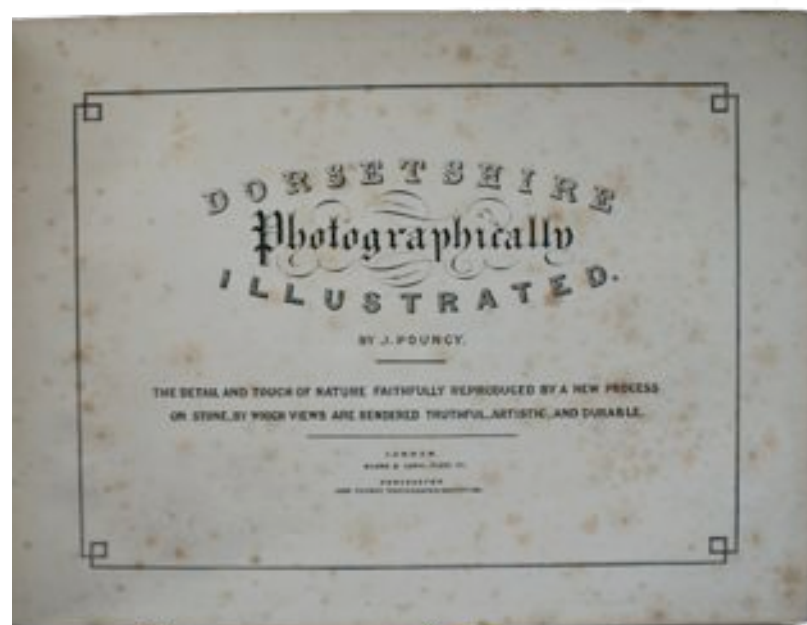 DORSETSHIRE
Photographically
ILLUSTRATED.
BY J. POUNCY.
THE DETAIL AND TOUCH OF NATURE FAITHFULLY REPRODUCED BY A NEW PROCESS
ON STONE, BY WHICH VIEWS ARE RENDERED TRUTHFUL, ARTISTIC, AND DURABLE.
LONDON
DORCHESTER